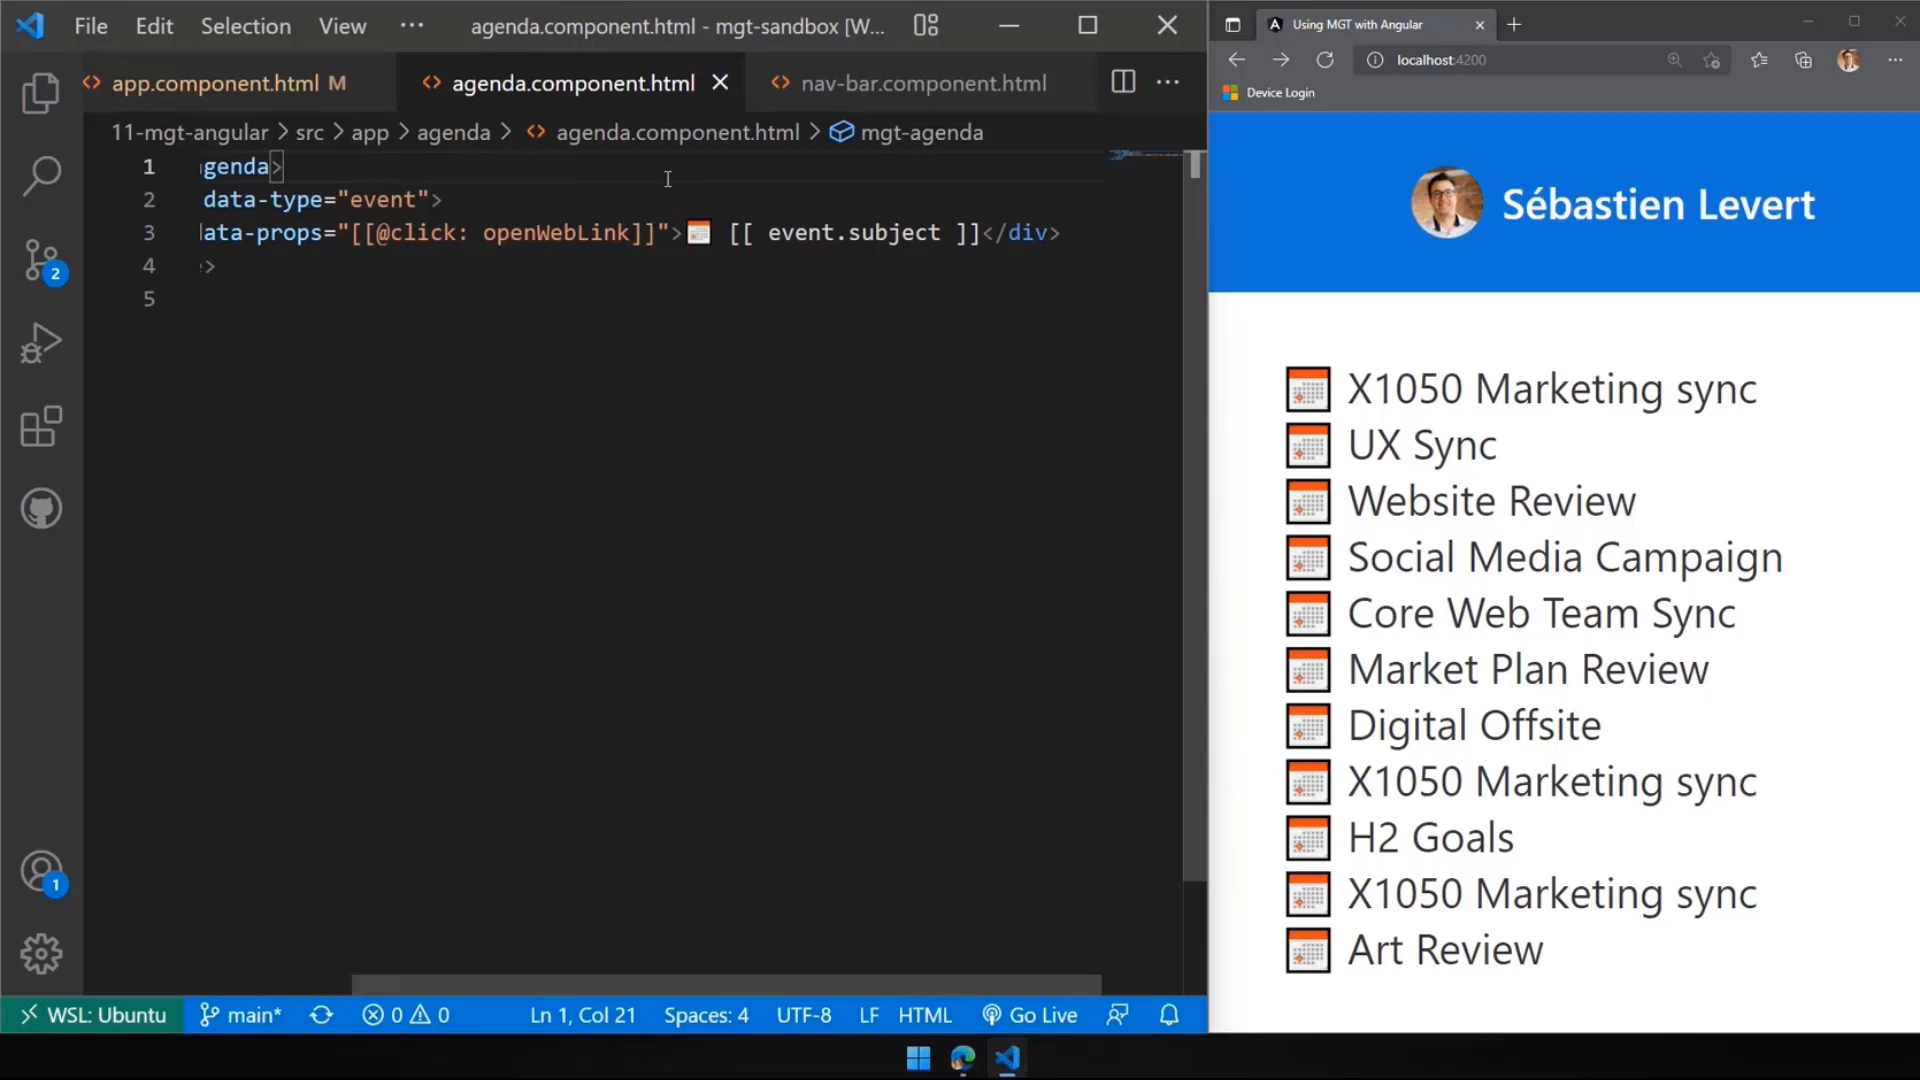 File Edit Selection View ··· agenda.component.html - mgt-sandbox [W...
app.component.html M agenda.component.html nav-bar.component.html ···
11-mgt-angular > src > app > agenda > agenda.component.html > mgt-agenda
1 genda>
2 data-type="event">
3 data-props="[[@click: openWebLink]]"> [[ event.subject ]]</div>
4 >
5
2
1
WSL: Ubuntu main* 0 0 Ln 1, Col 21 Spaces: 4 UTF-8 LF HTML Go Live
Using MGT with Angular
localhost:4200
Device Login
Sébastien Levert
X1050 Marketing sync
UX Sync
Website Review
Social Media Campaign
Core Web Team Sync
Market Plan Review
Digital Offsite
X1050 Marketing sync
H2 Goals
X1050 Marketing sync
Art Review